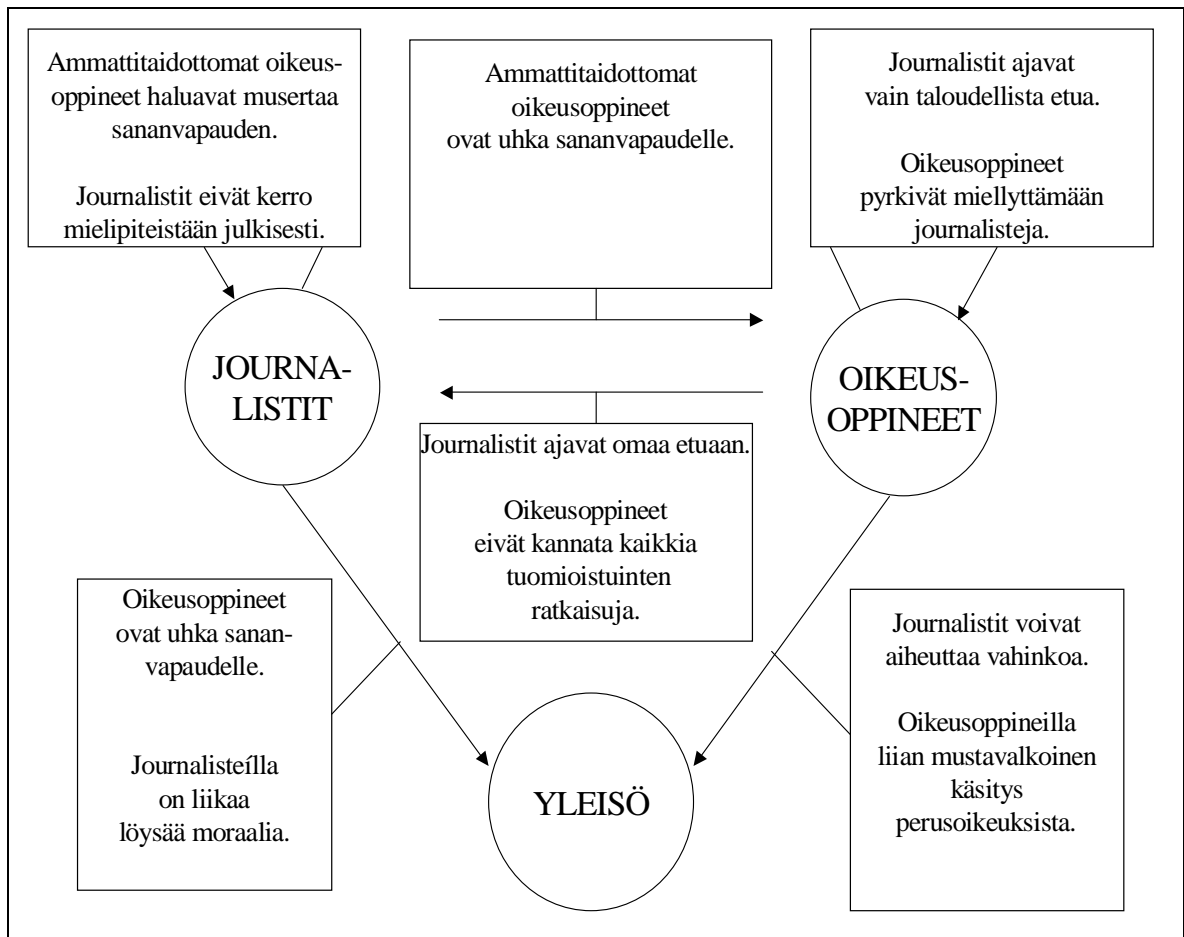 Ammattitaidottomat oikeus-
oppineet haluavat musertaa
sananvapauden.
Journalistit eivät kerro
mielipiteistään julkisesti.
Ammattitaidottomat
oikeusoppineet
ovat uhka sananvapaudelle.
Journalistit ajavat
vain taloudellista etua.
Oikeusoppineet
pyrkivät miellyttämään
journalisteja.
JOURNA-
LISTIT
OIKEUS-
OPPINEET
Journalistit ajavat omaa etuaan.
Oikeusoppineet
eivät kannata kaikkia
tuomioistuinten
ratkaisuja.
Oikeusoppineet
ovat uhka sanan-
vapaudelle.
Journalisteílla
on liikaa
löysää moraalia.
YLEISÖ
Journalistit voivat
aiheuttaa vahinkoa.
Oikeusoppineilla
liian mustavalkoinen
käsitys
perusoikeuksista.